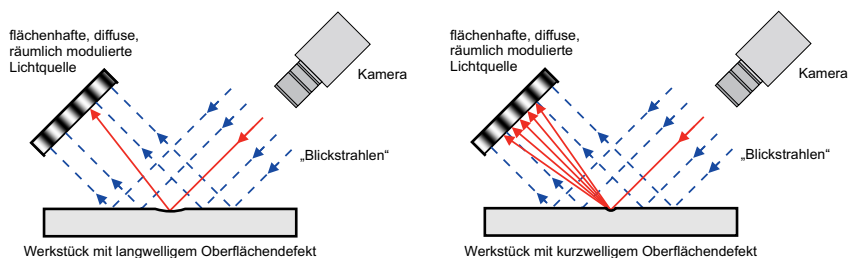 flächenhafte, diffuse,
räumlich modulierte
Lichtquelle
Kamera
„Blickstrahlen“
Werkstück mit langwelligem Oberflächendefekt
flächenhafte, diffuse,
räumlich modulierte
Lichtquelle
Kamera
„Blickstrahlen“
Werkstück mit kurzwelligem Oberflächendefekt